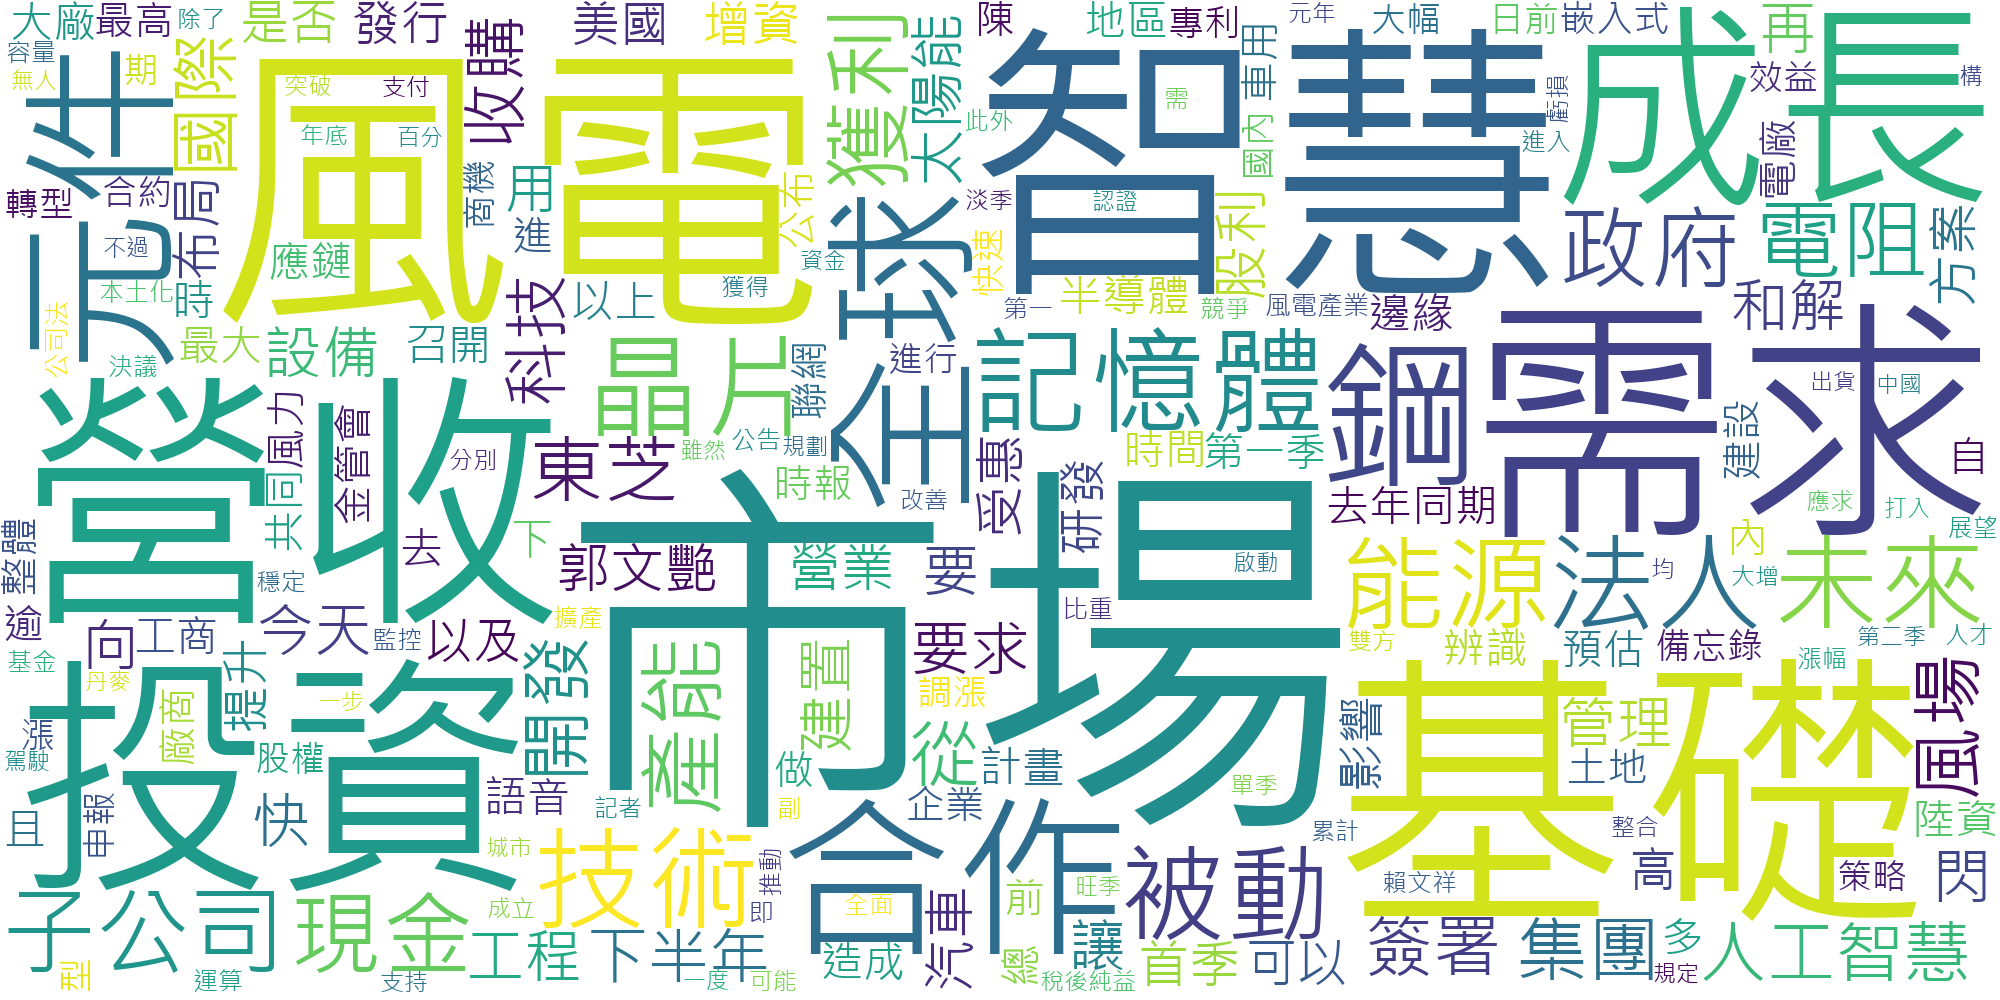 大廠
最高
除了
是否
發行
美國
增資
獲利
太陽能
陳
地區
專利
元年
大幅
日前
嵌入式
再
成長
容量
無人
期
國際
突破
支付
收購
風電
智慧
車用
虧損
效益
構
元件
年底
百分
此外
需
國內
進入
電廠
轉型
合約
布局
商機
用
進
公布
淡季
認證
股利
政府
電阻
方案
不過
應鏈
資金
全球
快速
本土化
時
獲得
以上
科技
半導體
第一
競爭
風電產業
邊緣
和解
公司法
決議
最大
設備
召開
晶片
聯網
進行
記憶體
鋼
需求
出貨
中國
營收
風力
共同
金管會
分別
東芝
雖然
公告
規劃
時報
改善
受惠
研發
時間
第一季
去年同期
建設
自
應求
打入
展望
整體
穩定
去
下
郭文艷
市場
營業
要
啟動
能源
法人
均
內
大增
未來
逾
向
工商
今天
監控
以及
擴產
比重
要求
雙方
辨識
預估
備忘錄
漲幅
第二季
人才
基金
丹麥
投資
提升
廠商
一步
開發
產能
建置
調漲
從
計畫
影響
基礎
管理
土地
風場
漲
駕駛
股權
語音
做
記者
副
企業
單季
累計
整合
陸資
且
申報
快
城市
技術
推動
合作
被動
高
策略
閃
賴文祥
子公司
現金
成立
即
全面
前
旺季
工程
下半年
造成
汽車
讓
總
首季
可以
簽署
集團
多
人工智慧
型
運算
支持
一度
可能
稅後純益
規定